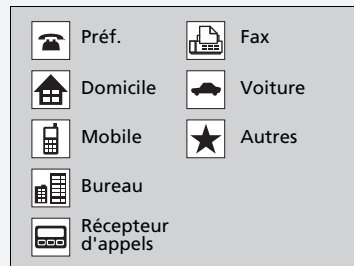 Préf.
Domicile
Mobile
Bureau
Récepteur
d'appels
Fax
Voiture
Autres